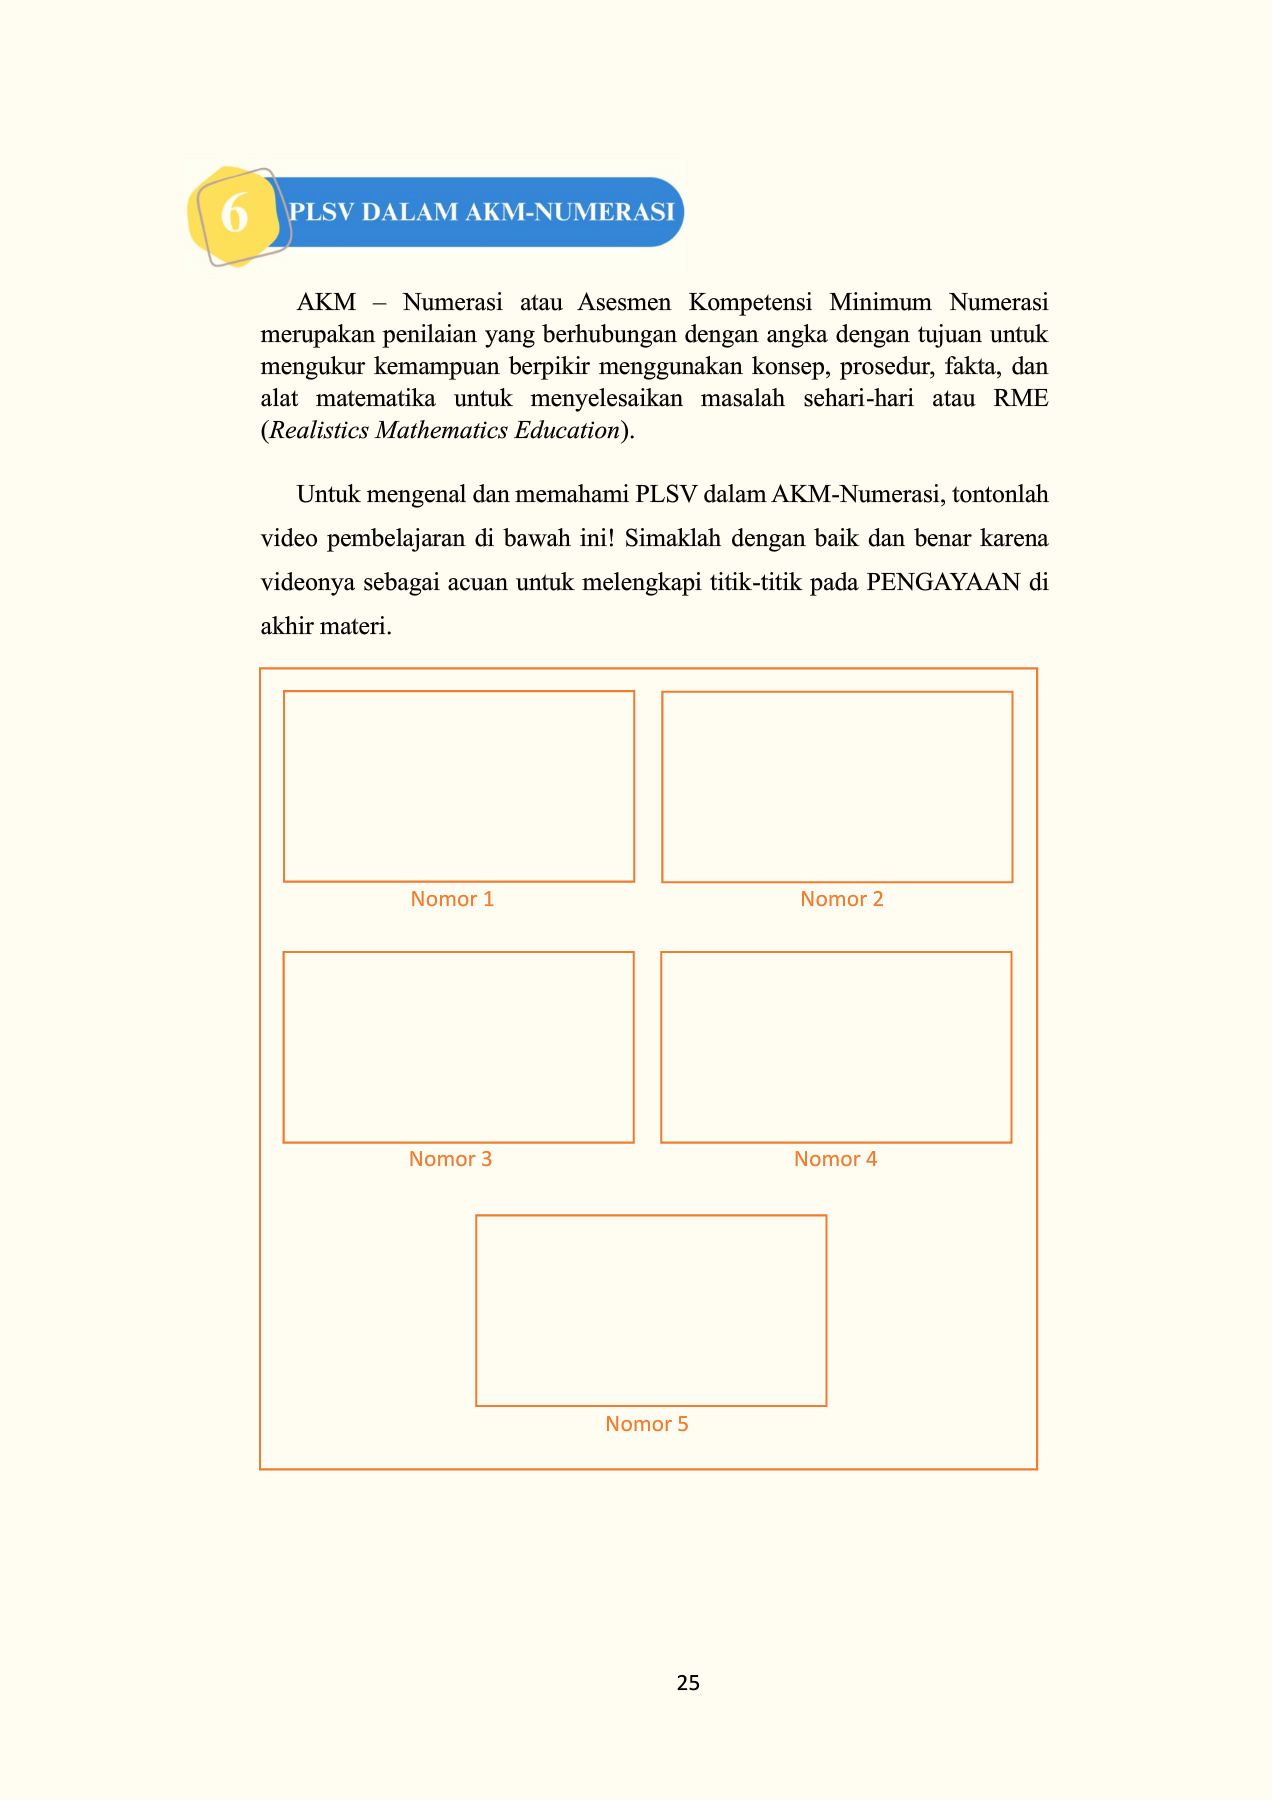 6
PLSV DALAM AKM-NUMERASI
AKM – Numerasi atau Asesmen Kompetensi Minimum Numerasi
merupakan penilaian yang berhubungan dengan angka dengan tujuan untuk
mengukur kemampuan berpikir menggunakan konsep, prosedur, fakta, dan
alat matematika untuk menyelesaikan masalah sehari-hari atau RME
(Realistics Mathematics Education).
Untuk mengenal dan memahami PLSV dalam AKM-Numerasi, tontonlah
video pembelajaran di bawah ini! Simaklah dengan baik dan benar karena
videonya sebagai acuan untuk melengkapi titik-titik pada PENGAYAAN di
akhir materi.
Nomor 1
Nomor 2
Nomor 3
Nomor 4
Nomor 5
25